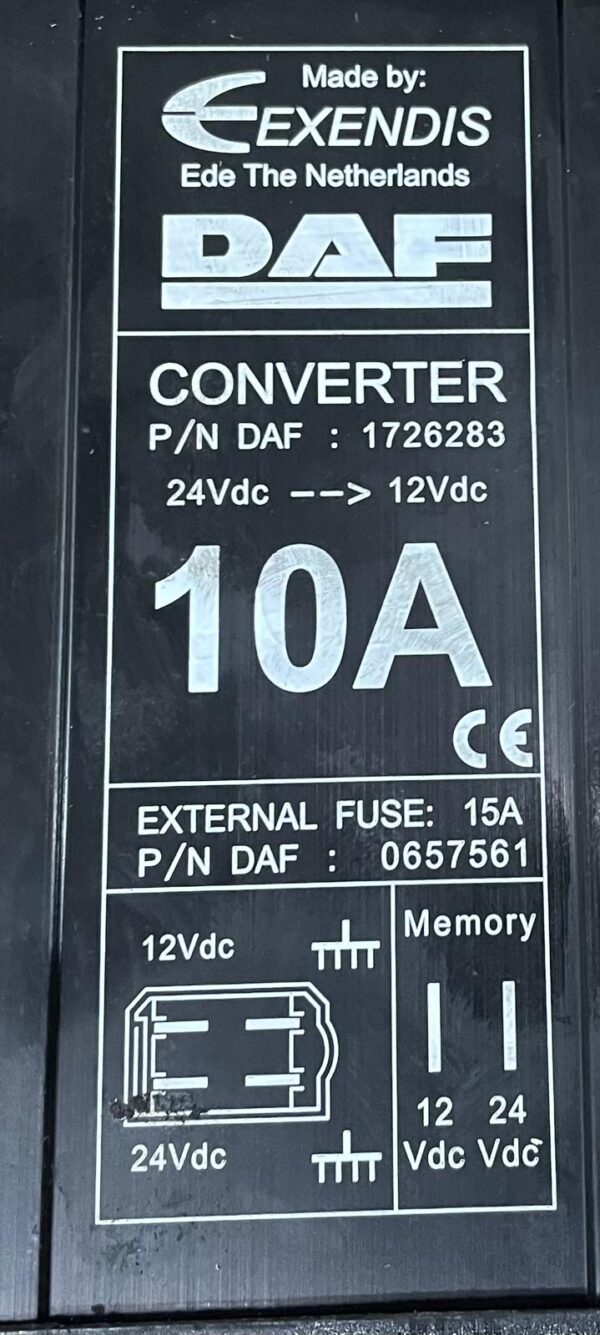 Made by:
EXENDIS
Ede The Netherlands
DAF
CONVERTER
P/N DAF : 1726283
24Vdc --> 12Vdc
10A
CE
EXTERNAL FUSE: 15A
P/N DAF : 0657561
12Vdc
24Vdc
Memory
12 24
Vdc Vdc